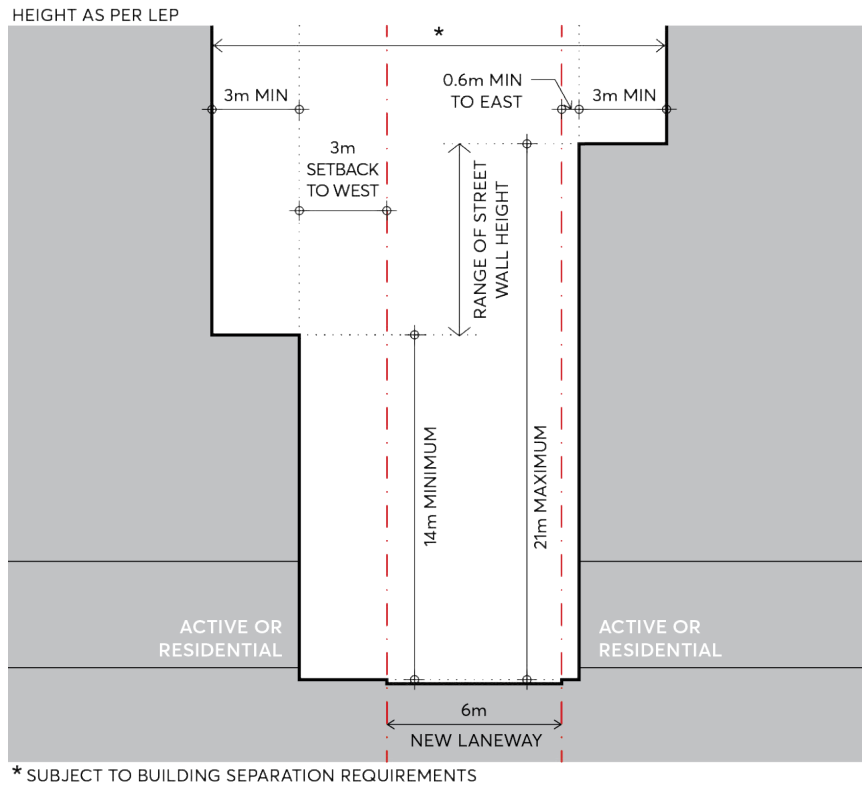 HEIGHT AS PER LEP
*
0.6m MIN
TO EAST
3m MIN
3m MIN
3m
SETBACK
TO WEST
RANGE OF STREET
WALL HEIGHT
14m MINIMUM
21m MAXIMUM
ACTIVE OR
RESIDENTIAL
ACTIVE OR
RESIDENTIAL
6m
NEW LANEWAY
* SUBJECT TO BUILDING SEPARATION REQUIREMENTS